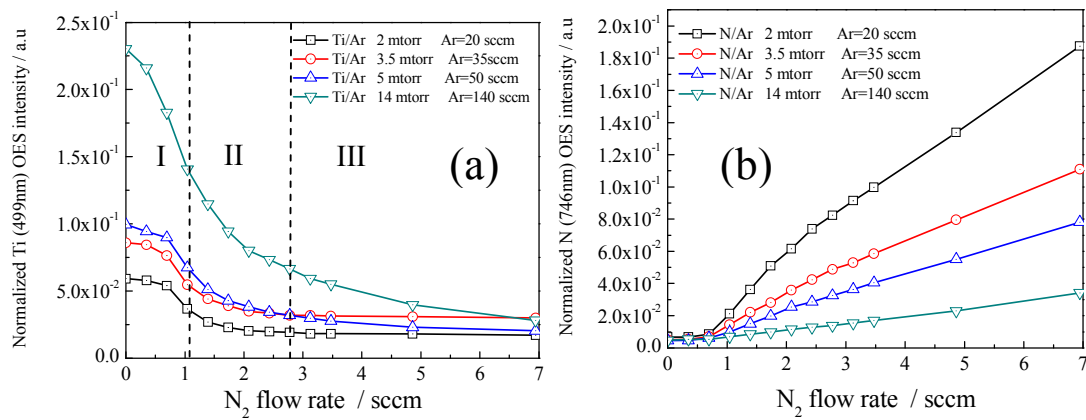 2.5x10⁻¹
2.0x10⁻¹
1.5x10⁻¹
1.0x10⁻¹
5.0x10⁻²
0.0
Normalized Ti (499nm) OES intensity / a.u
Ti/Ar 2 mtorr Ar=20 sccm
Ti/Ar 3.5 mtorr Ar=35sccm
Ti/Ar 5 mtorr Ar=50 sccm
Ti/Ar 14 mtorr Ar=140 sccm
I II III (a)
0 1 2 3 4 5 6 7
N₂ flow rate / sccm
2.0x10⁻¹
1.8x10⁻¹
1.6x10⁻¹
1.4x10⁻¹
1.2x10⁻¹
1.0x10⁻¹
8.0x10⁻²
6.0x10⁻²
4.0x10⁻²
2.0x10⁻²
0.0
Normalized N (746nm) OES intensity / a.u
N/Ar 2 mtorr Ar=20 sccm
N/Ar 3.5 mtorr Ar=35 sccm
N/Ar 5 mtorr Ar=50 sccm
N/Ar 14 mtorr Ar=140 sccm
(b)
0 1 2 3 4 5 6 7
N₂ flow rate / sccm